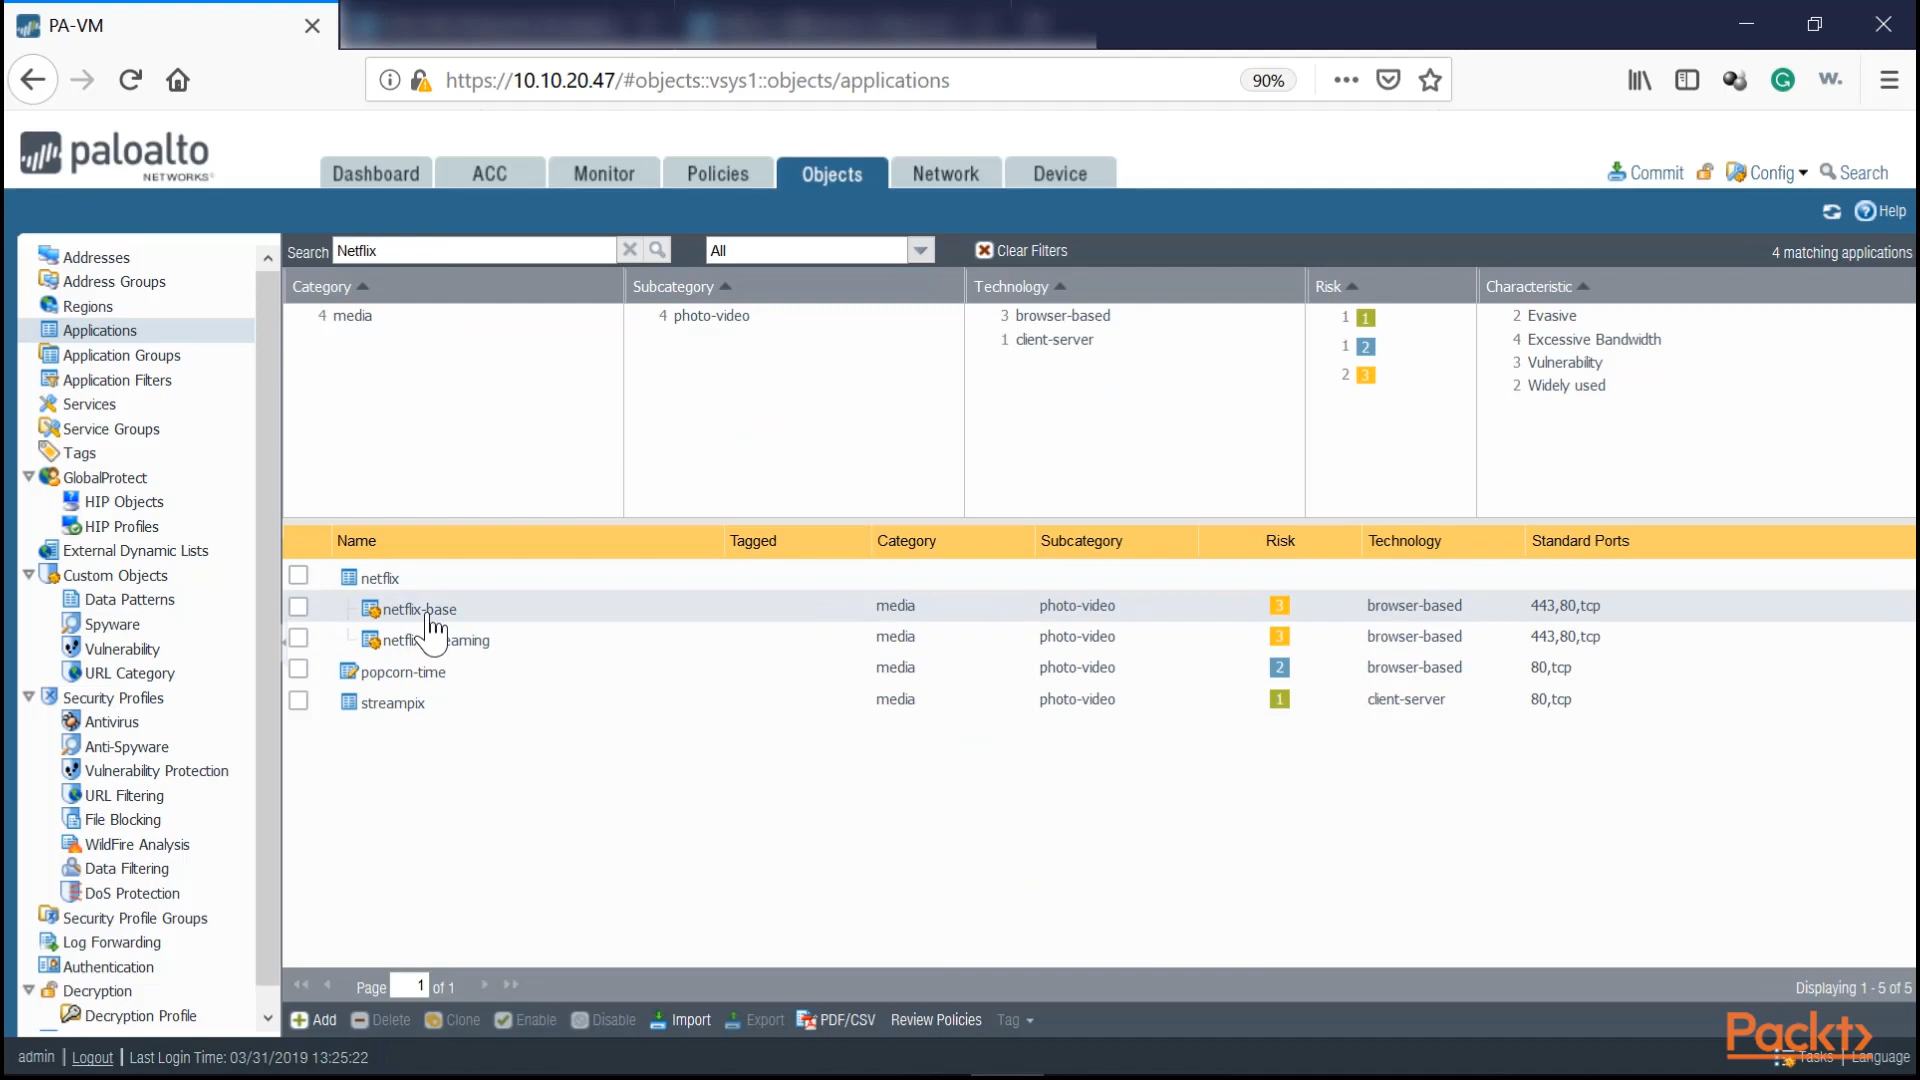 PA-VM
https://10.10.20.47/#objects::vsys1::objects/applications
90%
w.
paloalto
NETWORKS
Dashboard ACC Monitor Policies Objects Network Device
Commit Config Search
Help
Addresses
Address Groups
Regions
Applications
Application Groups
Application Filters
Services
Service Groups
Tags
GlobalProtect
HIP Objects
HIP Profiles
External Dynamic Lists
Custom Objects
Data Patterns
Spyware
Vulnerability
URL Category
Security Profiles
Antivirus
Anti-Spyware
Vulnerability Protection
URL Filtering
File Blocking
WildFire Analysis
Data Filtering
DoS Protection
Security Profile Groups
Log Forwarding
Authentication
Decryption
Decryption Profile
Search Netflix All Clear Filters 4 matching applications
Category Subcategory Technology Risk Characteristic
4 media 4 photo-video 3 browser-based 1 1 2 Evasive
1 client-server 1 2 4 Excessive Bandwidth
2 3 3 Vulnerability
2 Widely used
Name Tagged Category Subcategory Risk Technology Standard Ports
netflix
netflix-base media photo-video 3 browser-based 443,80,tcp
media photo-video 3 browser-based 443,80,tcp
popcorn-time media photo-video 2 browser-based 80,tcp
streampix media photo-video 1 client-server 80,tcp
Page 1 of 1 Displaying 1 - 5 of 5
Add Delete Clone Enable Disable Import Export PDF/CSV Review Policies Tag
Packt
admin | Logout | Last Login Time: 03/31/2019 13:25:22 Tasks | Language